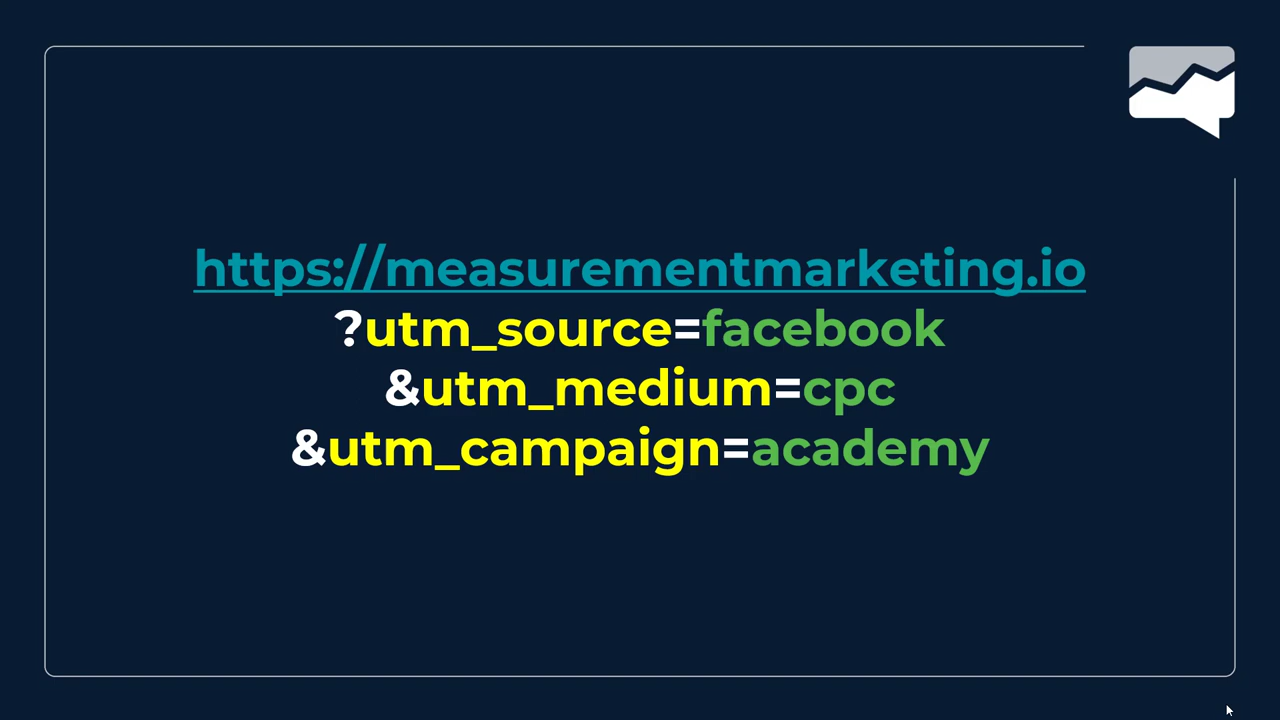 https://measurementmarketing.io
?utm_source=facebook
&utm_medium=cpc
&utm_campaign=academy